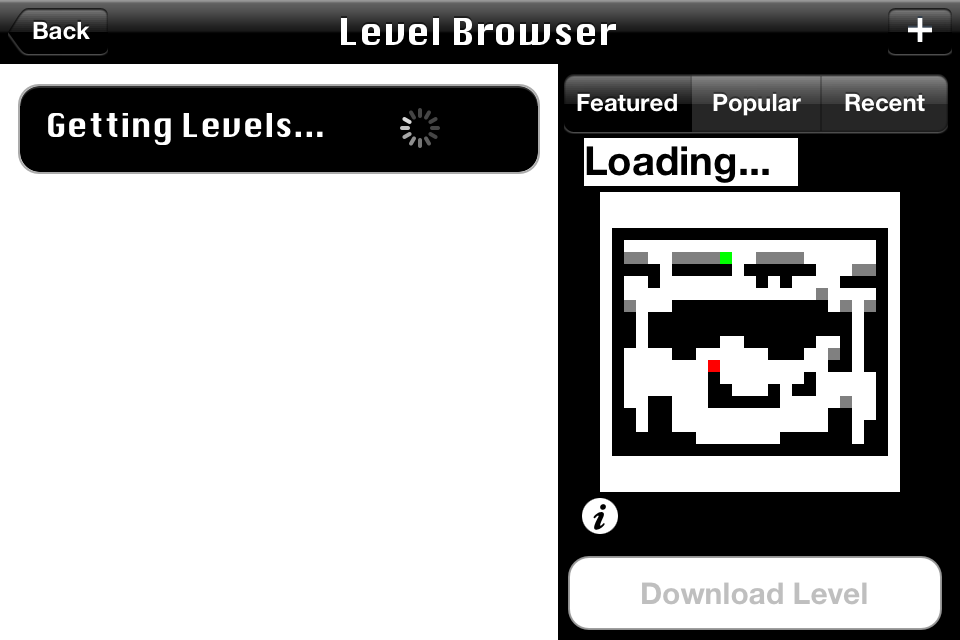 Back
Level Browser
+
Getting Levels...
Featured
Popular
Recent
Loading...
i
Download Level